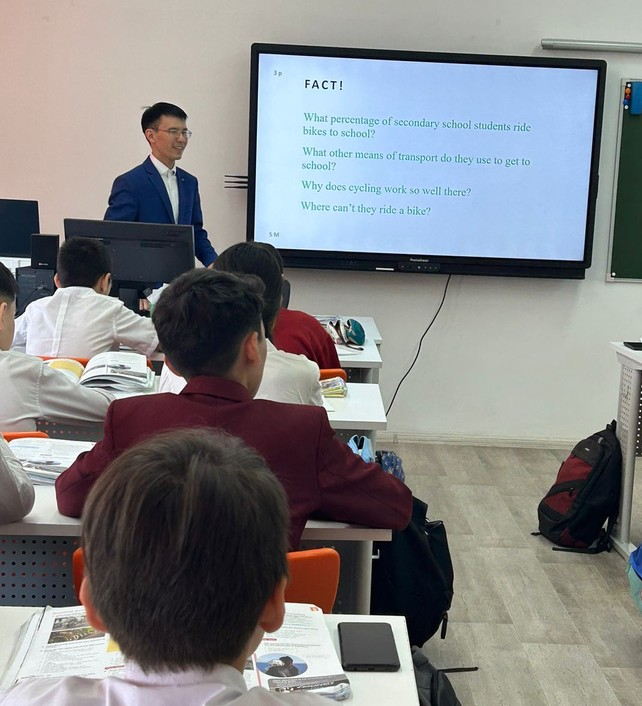 3 p
FACT!
What percentage of secondary school students ride
bikes to school?
What other means of transport do they use to get to
school?
Why does cycling work so well there?
Where can't they ride a bike?
5 M